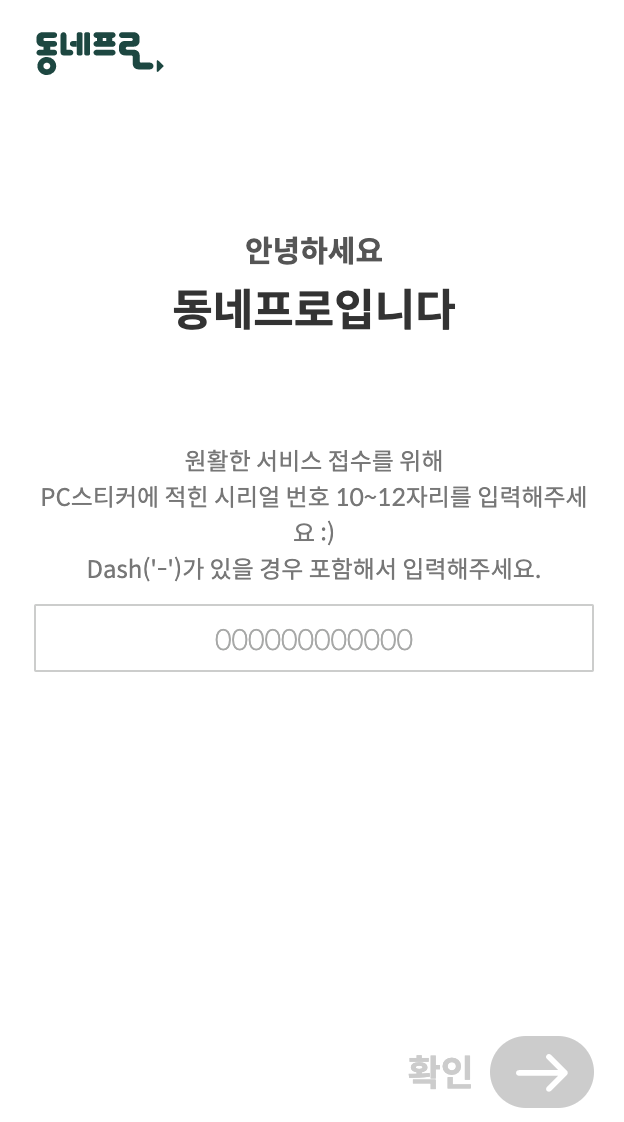 동네프로
안녕하세요
동네프로입니다
원활한 서비스 접수를 위해
PC스티커에 적힌 시리얼 번호 10~12자리를 입력해주세
요 :)
Dash('-')가 있을 경우 포함해서 입력해주세요.
000000000000
확인